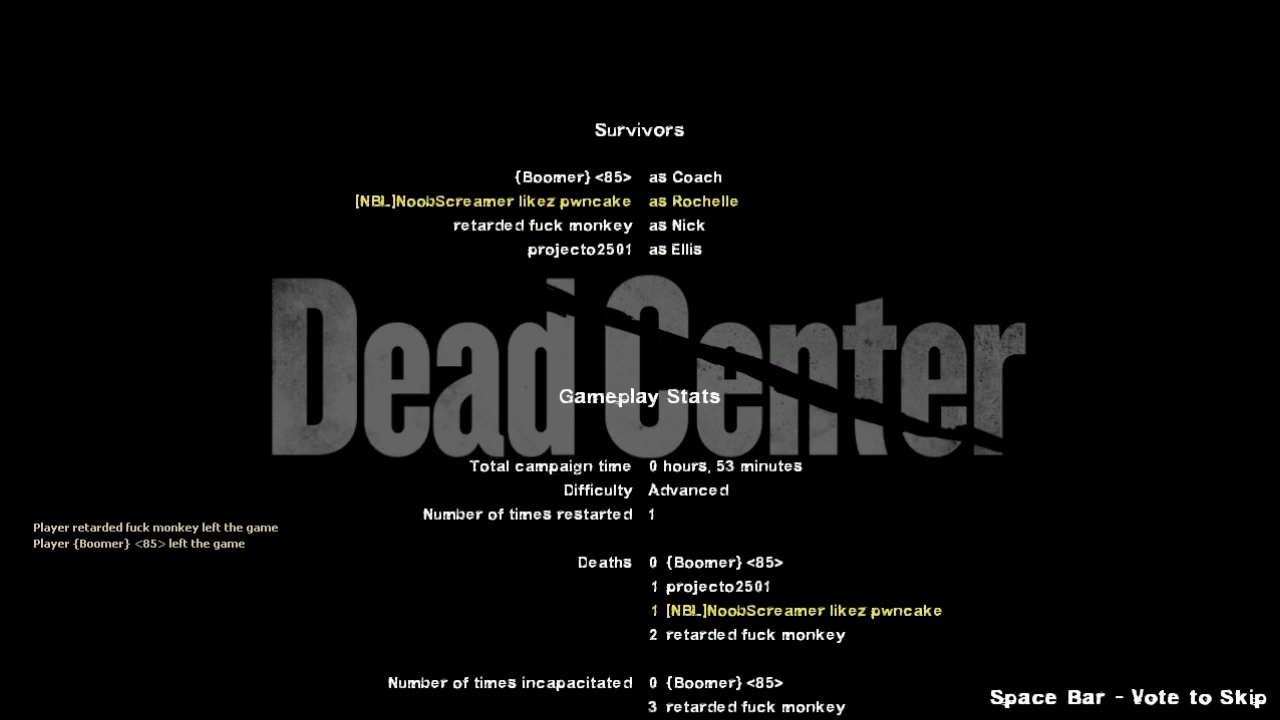 Survivors
{Boomer} <85> as Coach
[NBL]NoobScreamer likez pwncake as Rochelle
retarded fuck monkey as Nick
projecto2501 as Ellis
Dead Center
Gameplay Stats
Total campaign time 0 hours, 53 minutes
Difficulty Advanced
Number of times restarted 1
Player retarded fuck monkey left the game
Player {Boomer} <85> left the game
Deaths 0 {Boomer} <85>
1 projecto2501
1 [NBL]NoobScreamer likez pwncake
2 retarded fuck monkey
Number of times incapacitated 0 {Boomer} <85>
3 retarded fuck monkey
Space Bar - Vote to Skip